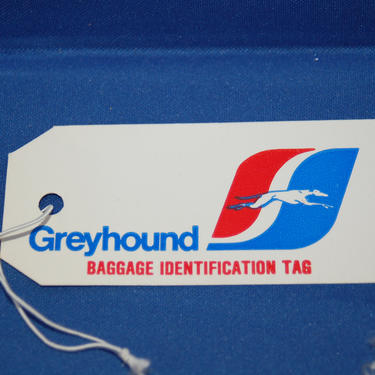 Greyhound
BAGGAGE IDENTIFICATION TAG